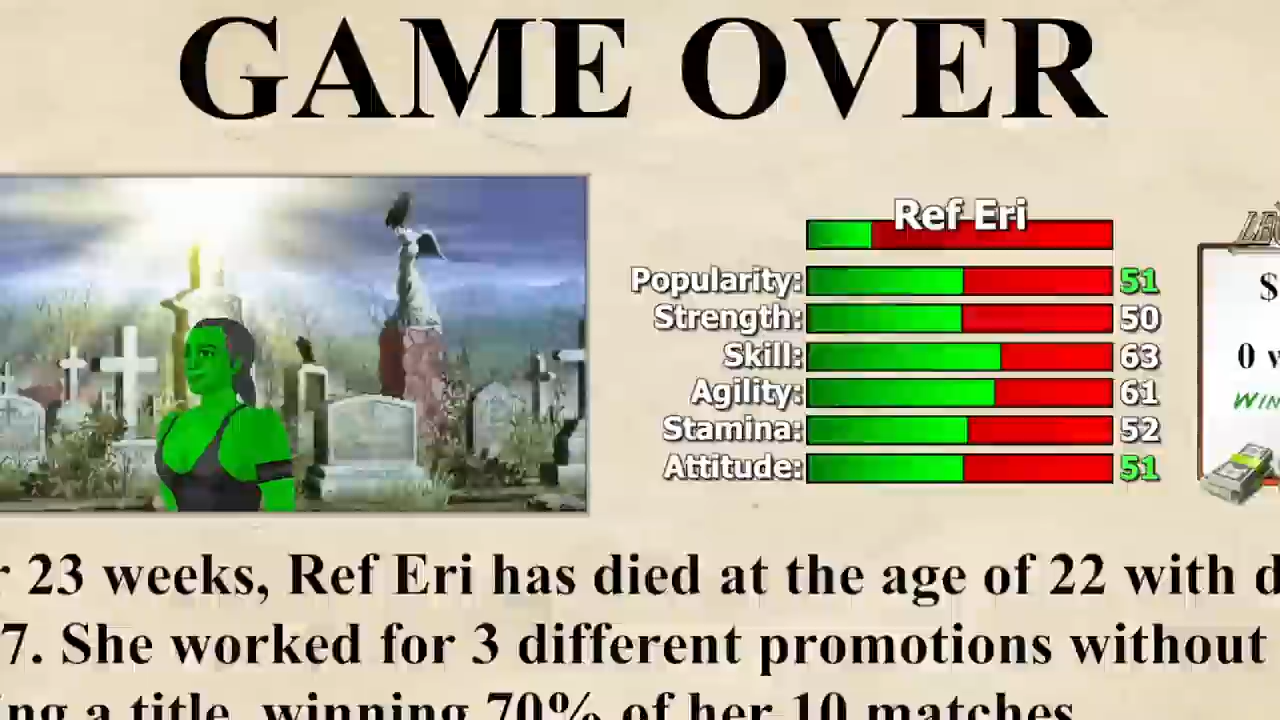 GAME OVER
Ref Eri
Popularity: 51
Strength: 50
Skill: 63
Agility: 61
Stamina: 52
Attitude: 51
$
0
WIN
23 weeks, Ref Eri has died at the age of 22 with
7. She worked for 3 different promotions without
a title, winning 70% of her 10 matches